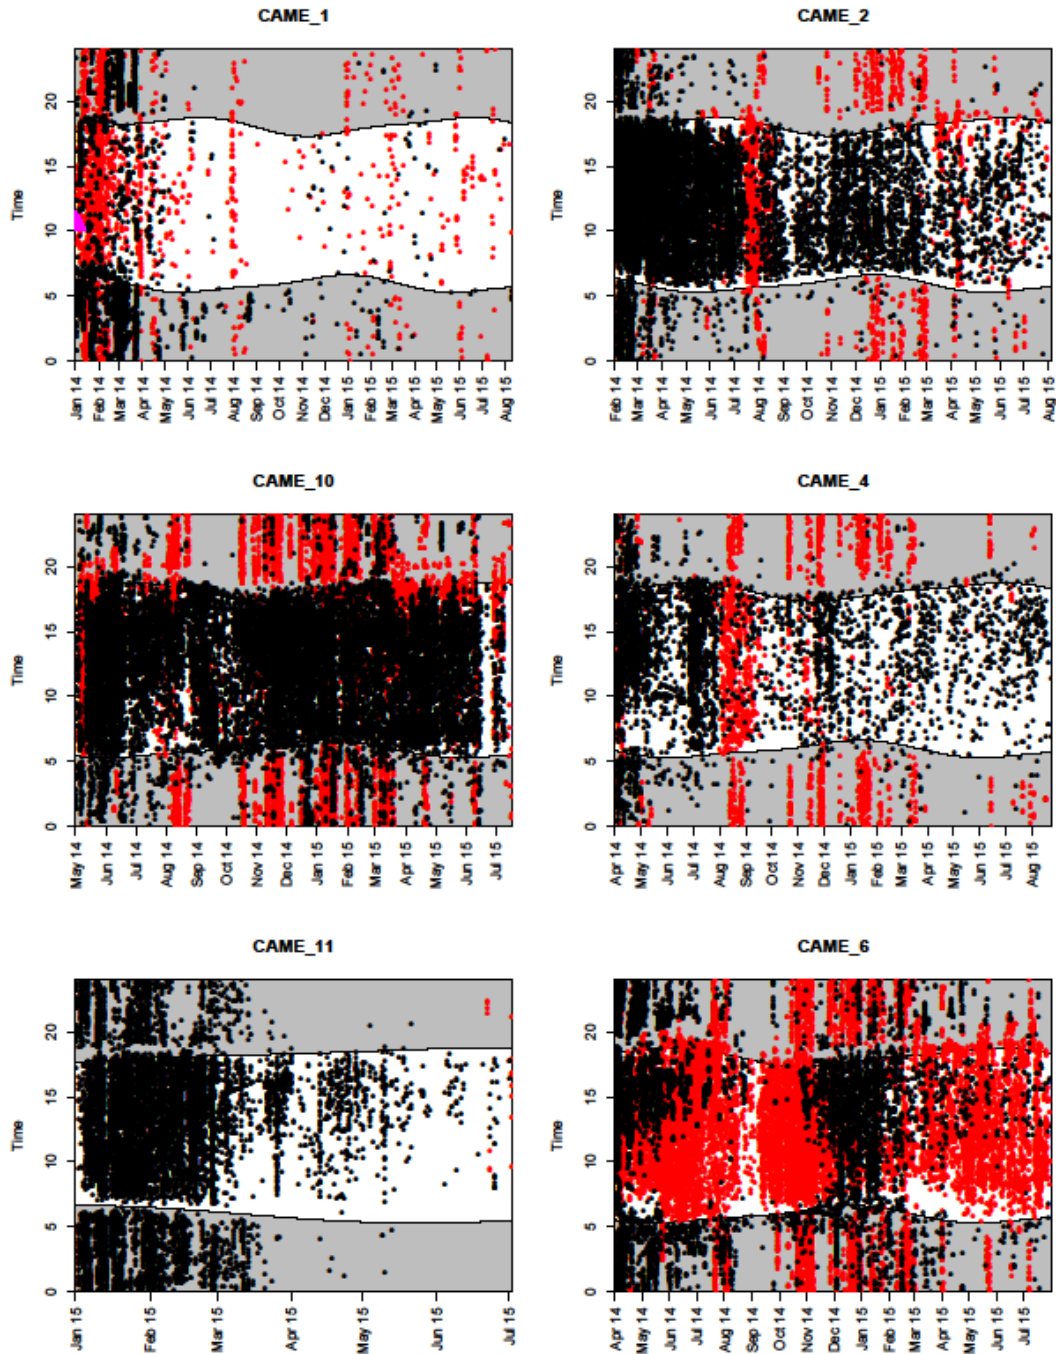 CAME_1
Time
0 5 10 15 20
Jan 14 Feb 14 Mar 14 Apr 14 May 14 Jun 14 Jul 14 Aug 14 Sep 14 Oct 14 Nov 14 Dec 14 Jan 15 Feb 15 Mar 15 Apr 15 May 15 Jun 15 Jul 15 Aug 15
CAME_2
Time
0 5 10 15 20
Feb 14 Mar 14 Apr 14 May 14 Jun 14 Jul 14 Aug 14 Sep 14 Oct 14 Nov 14 Dec 14 Jan 15 Feb 15 Mar 15 Apr 15 May 15 Jun 15 Jul 15 Aug 15
CAME_10
Time
0 5 10 15 20
May 14 Jun 14 Jul 14 Aug 14 Sep 14 Oct 14 Nov 14 Dec 14 Jan 15 Feb 15 Mar 15 Apr 15 May 15 Jun 15 Jul 15
CAME_4
Time
0 5 10 15 20
Apr 14 May 14 Jun 14 Jul 14 Aug 14 Sep 14 Oct 14 Nov 14 Dec 14 Jan 15 Feb 15 Mar 15 Apr 15 May 15 Jun 15 Jul 15 Aug 15
CAME_11
Time
0 5 10 15 20
Jan 15 Feb 15 Mar 15 Apr 15 May 15 Jun 15 Jul 15
CAME_6
Time
0 5 10 15 20
Apr 14 May 14 Jun 14 Jul 14 Aug 14 Sep 14 Oct 14 Nov 14 Dec 14 Jan 15 Feb 15 Mar 15 Apr 15 May 15 Jun 15 Jul 15